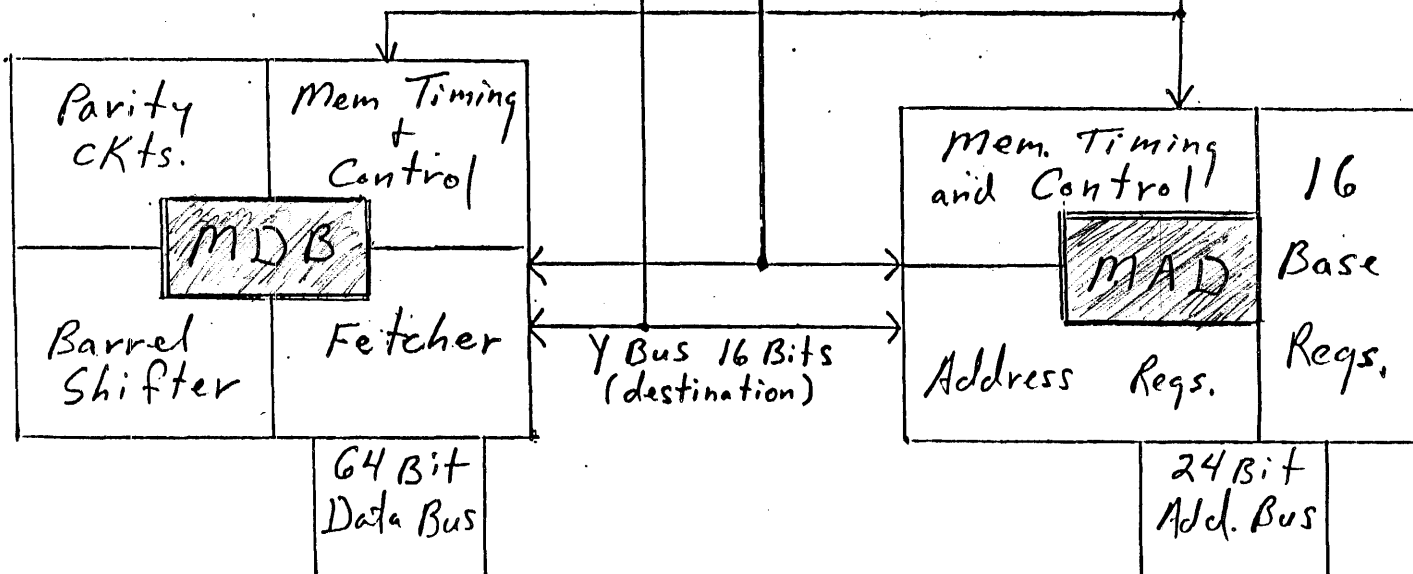 Parity
cKts.
Mem Timing
+
Control
MDB
Barrel
Shifter
Fetcher
64 Bit
Data Bus
Y Bus 16 Bits
(destination)
Mem. Timing
and Control
MAD
Address Regs.
16
Base
Regs.
24 Bit
Add. Bus